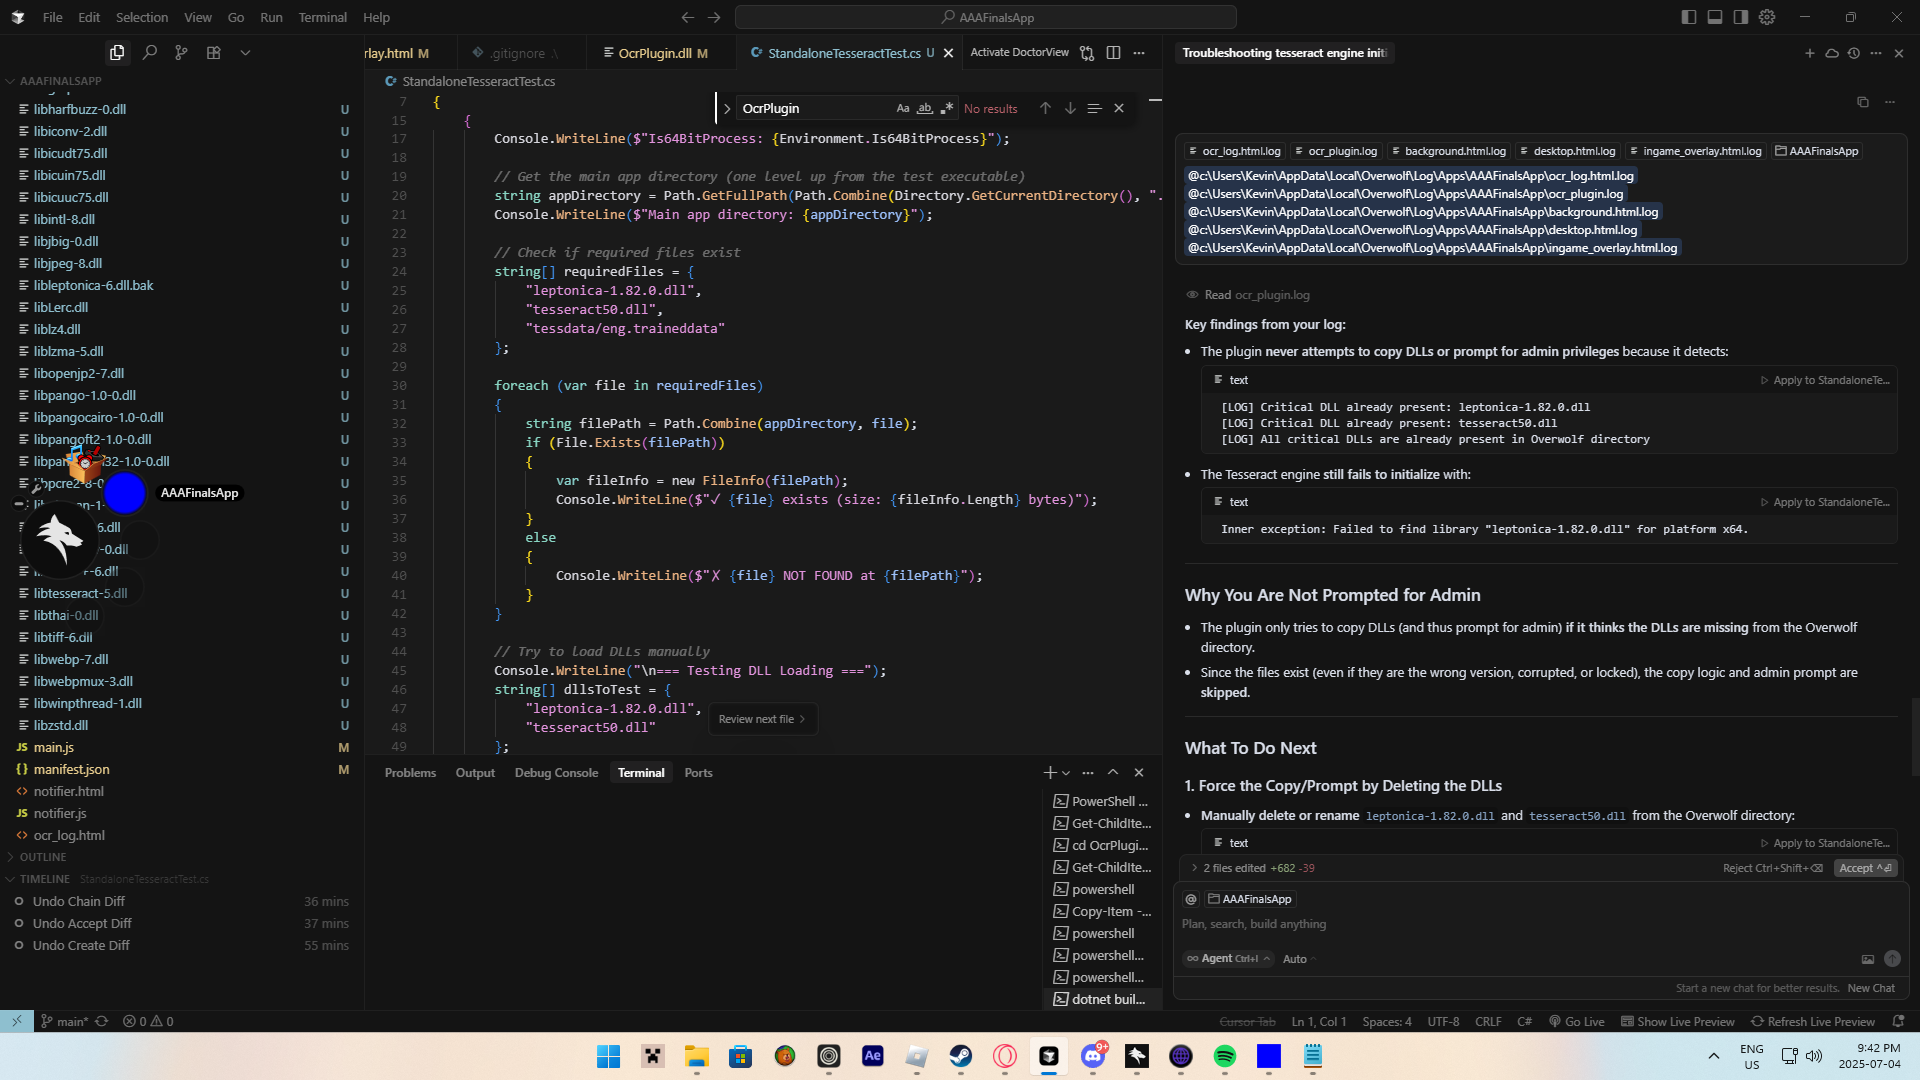 File Edit Selection View Go Run Terminal Help
AAAFinalsApp
AAAFINALSAPP
libharfbuzz-0.dll U
libiconv-2.dll U
libicudt75.dll U
libicuin75.dll U
libicuuc75.dll U
libintl-8.dll U
libjbig-0.dll U
libjpeg-8.dll U
libleptonica-6.dll.bak U
libLerc.dll U
liblz4.dll U
liblzma-5.dll U
libopenjp2-7.dll U
libpango-1.0-0.dll U
libpangocairo-1.0-0.dll U
libpangoft2-1.0-0.dll U
32-1.0-0.dll U
AAAFinalsApp
libtesseract-5.dll U
libthai-0.dll U
libtiff-6.dll U
libwebp-7.dll U
libwebpmux-3.dll U
libwinpthread-1.dll U
libzstd.dll U
JS main.js M
{} manifest.json M
<> notifier.html
JS notifier.js
<> ocr_log.html
OUTLINE
TIMELINE StandaloneTesseractTest.cs
Undo Chain Diff 36 mins
Undo Accept Diff 37 mins
Undo Create Diff 55 mins
rlay.html M
.gitignore
OcrPlugin.dll M
StandaloneTesseractTest.cs U
Activate DoctorView
StandaloneTesseractTest.cs
OcrPlugin Aa ab No results
7 {
15 {
17 Console.WriteLine($"Is64BitProcess: {Environment.Is64BitProcess}");
18
19 // Get the main app directory (one level up from the test executable)
20 string appDirectory = Path.GetFullPath(Path.Combine(Directory.GetCurrentDirectory(), ".
21 Console.WriteLine($"Main app directory: {appDirectory}");
22
23 // Check if required files exist
24 string[] requiredFiles = {
25 "leptonica-1.82.0.dll",
26 "tesseract50.dll",
27 "tessdata/eng.traineddata"
28 };
29
30 foreach (var file in requiredFiles)
31 {
32 string filePath = Path.Combine(appDirectory, file);
33 if (File.Exists(filePath))
34 {
35 var fileInfo = new FileInfo(filePath);
36 Console.WriteLine($"✓ {file} exists (size: {fileInfo.Length} bytes)");
37 }
38 else
39 {
40 Console.WriteLine($"✗ {file} NOT FOUND at {filePath}");
41 }
42 }
43
44 // Try to load DLLs manually
45 Console.WriteLine("\n=== Testing DLL Loading ===");
46 string[] dllsToTest = {
47 "leptonica-1.82.0.dll",
48 "tesseract50.dll"
49 };
Review next file
Problems Output Debug Console Terminal Ports
PowerShell ...
Get-ChildIte...
cd OcrPlugi...
Get-ChildIte...
powershell
Copy-Item -...
powershell
powershell...
powershell...
dotnet buil...
Troubleshooting tesseract engine initi
ocr_log.html.log ocr_plugin.log background.html.log desktop.html.log ingame_overlay.html.log AAAFinalsApp
@c:\Users\Kevin\AppData\Local\Overwolf\Log\Apps\AAAFinalsApp\ocr_log.html.log
@c:\Users\Kevin\AppData\Local\Overwolf\Log\Apps\AAAFinalsApp\ocr_plugin.log
@c:\Users\Kevin\AppData\Local\Overwolf\Log\Apps\AAAFinalsApp\background.html.log
@c:\Users\Kevin\AppData\Local\Overwolf\Log\Apps\AAAFinalsApp\desktop.html.log
@c:\Users\Kevin\AppData\Local\Overwolf\Log\Apps\AAAFinalsApp\ingame_overlay.html.log
Read ocr_plugin.log
Key findings from your log:
The plugin never attempts to copy DLLs or prompt for admin privileges because it detects:
text Apply to StandaloneTe...
[LOG] Critical DLL already present: leptonica-1.82.0.dll
[LOG] Critical DLL already present: tesseract50.dll
[LOG] All critical DLLs are already present in Overwolf directory
The Tesseract engine still fails to initialize with:
text Apply to StandaloneTe...
Inner exception: Failed to find library "leptonica-1.82.0.dll" for platform x64.
Why You Are Not Prompted for Admin
The plugin only tries to copy DLLs (and thus prompt for admin) if it thinks the DLLs are missing from the Overwolf
directory.
Since the files exist (even if they are the wrong version, corrupted, or locked), the copy logic and admin prompt are
skipped.
What To Do Next
1. Force the Copy/Prompt by Deleting the DLLs
Manually delete or rename leptonica-1.82.0.dll and tesseract50.dll from the Overwolf directory:
text Apply to StandaloneTe...
2 files edited +682 -39 Reject Ctrl+Shift+⌫ Accept ^⏎
@ AAAFinalsApp
Plan, search, build anything
Agent Ctrl+I Auto
Start a new chat for better results. New Chat
main* 0 0 Cursor Tab Ln 1, Col 1 Spaces: 4 UTF-8 CRLF C# Go Live Show Live Preview Refresh Live Preview
Ae 9+
ENG
US
9:42 PM
2025-07-04